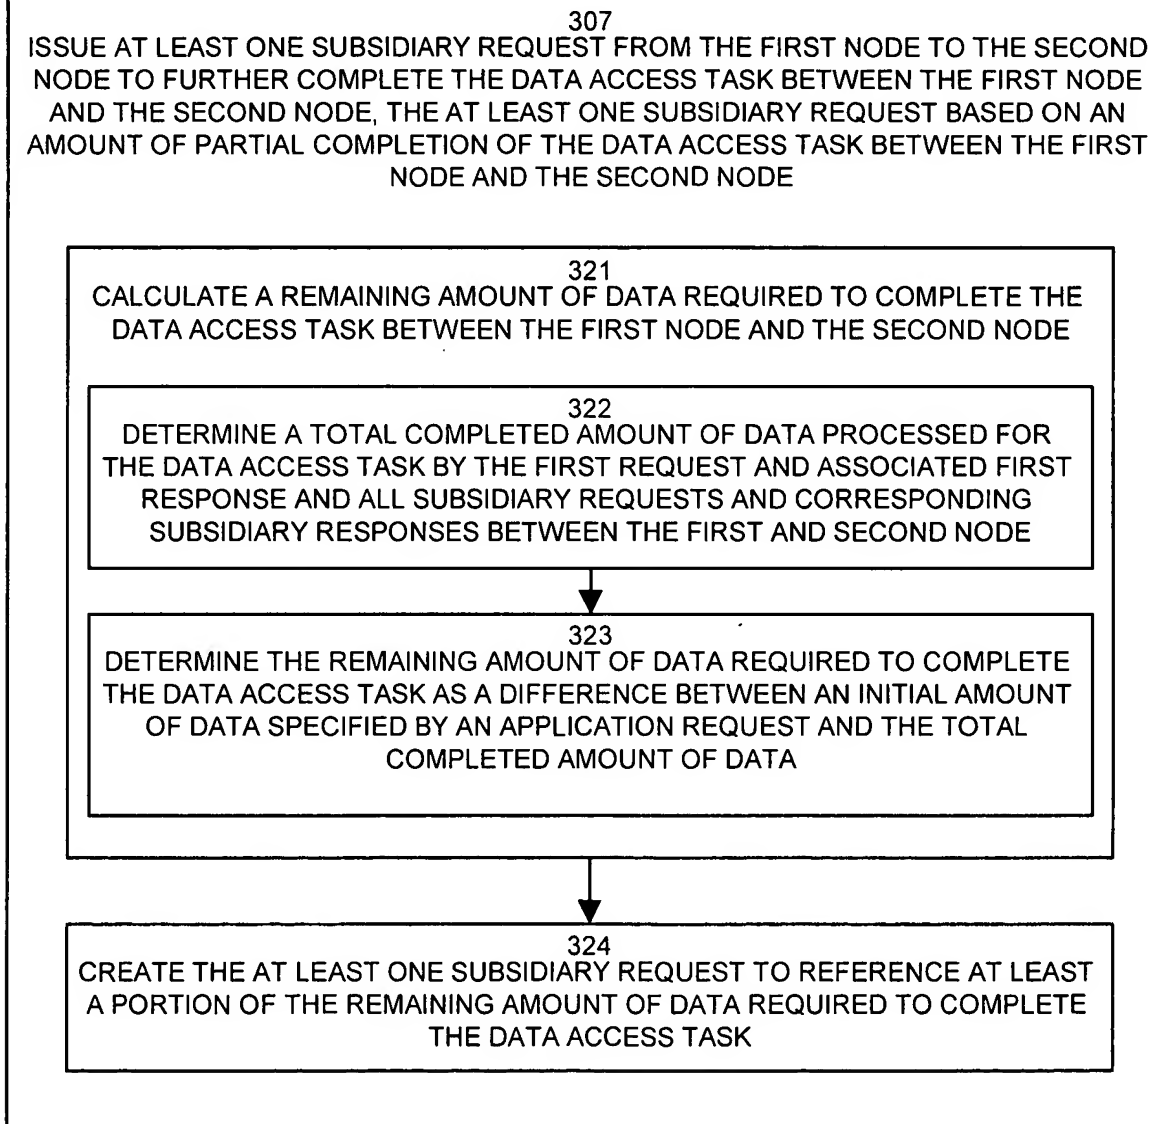 307
ISSUE AT LEAST ONE SUBSIDIARY REQUEST FROM THE FIRST NODE TO THE SECOND
NODE TO FURTHER COMPLETE THE DATA ACCESS TASK BETWEEN THE FIRST NODE
AND THE SECOND NODE, THE AT LEAST ONE SUBSIDIARY REQUEST BASED ON AN
AMOUNT OF PARTIAL COMPLETION OF THE DATA ACCESS TASK BETWEEN THE FIRST
NODE AND THE SECOND NODE
321
CALCULATE A REMAINING AMOUNT OF DATA REQUIRED TO COMPLETE THE
DATA ACCESS TASK BETWEEN THE FIRST NODE AND THE SECOND NODE
322
DETERMINE A TOTAL COMPLETED AMOUNT OF DATA PROCESSED FOR
THE DATA ACCESS TASK BY THE FIRST REQUEST AND ASSOCIATED FIRST
RESPONSE AND ALL SUBSIDIARY REQUESTS AND CORRESPONDING
SUBSIDIARY RESPONSES BETWEEN THE FIRST AND SECOND NODE
323
DETERMINE THE REMAINING AMOUNT OF DATA REQUIRED TO COMPLETE
THE DATA ACCESS TASK AS A DIFFERENCE BETWEEN AN INITIAL AMOUNT
OF DATA SPECIFIED BY AN APPLICATION REQUEST AND THE TOTAL
COMPLETED AMOUNT OF DATA
324
CREATE THE AT LEAST ONE SUBSIDIARY REQUEST TO REFERENCE AT LEAST
A PORTION OF THE REMAINING AMOUNT OF DATA REQUIRED TO COMPLETE
THE DATA ACCESS TASK